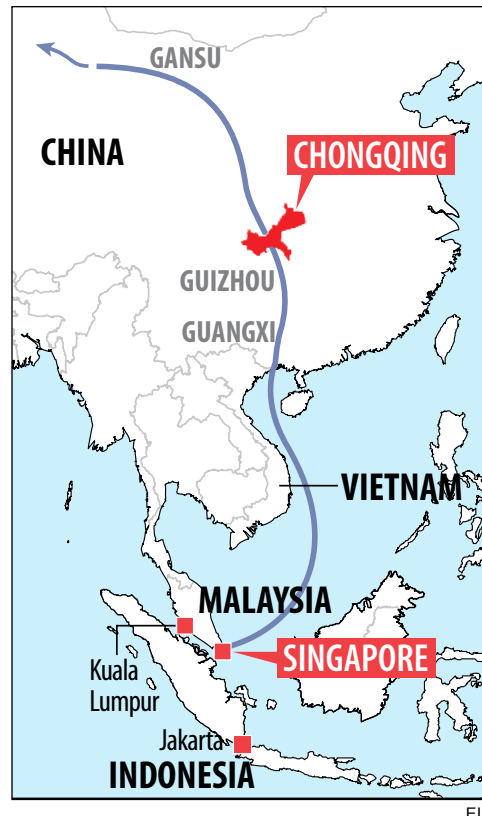 GANSU
CHINA
CHONGQING
GUIZHOU
GUANGXI
VIETNAM
MALAYSIA
SINGAPORE
Kuala
Lumpur
Jakarta
INDONESIA